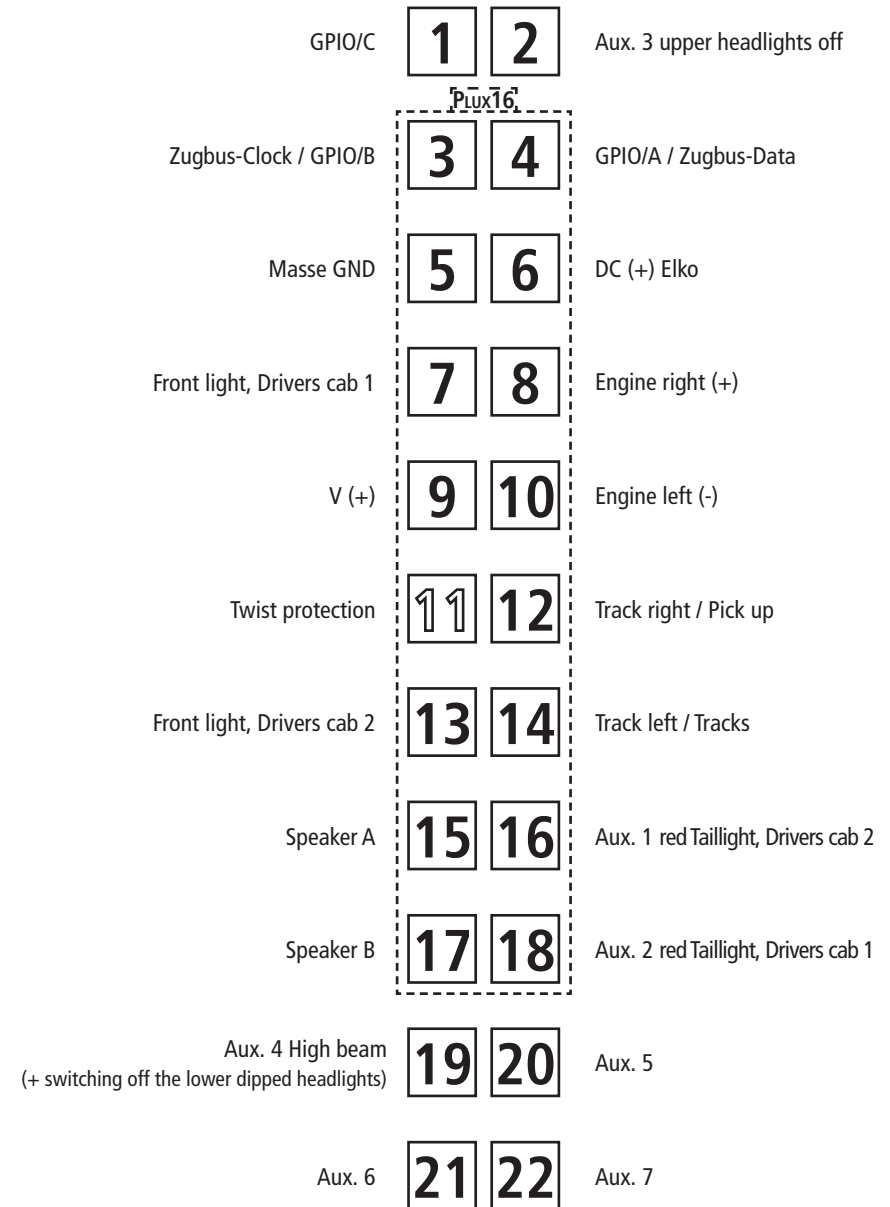 GPIO/C 1 2 Aux. 3 upper headlights off
PLUX16
Zugbus-Clock / GPIO/B 3 4 GPIO/A / Zugbus-Data
Masse GND 5 6 DC (+) Elko
Front light, Drivers cab 1 7 8 Engine right (+)
V (+) 9 10 Engine left (-)
Twist protection 11 12 Track right / Pick up
Front light, Drivers cab 2 13 14 Track left / Tracks
Speaker A 15 16 Aux. 1 red Taillight, Drivers cab 2
Speaker B 17 18 Aux. 2 red Taillight, Drivers cab 1
Aux. 4 High beam
(+ switching off the lower dipped headlights) 19 20 Aux. 5
Aux. 6 21 22 Aux. 7